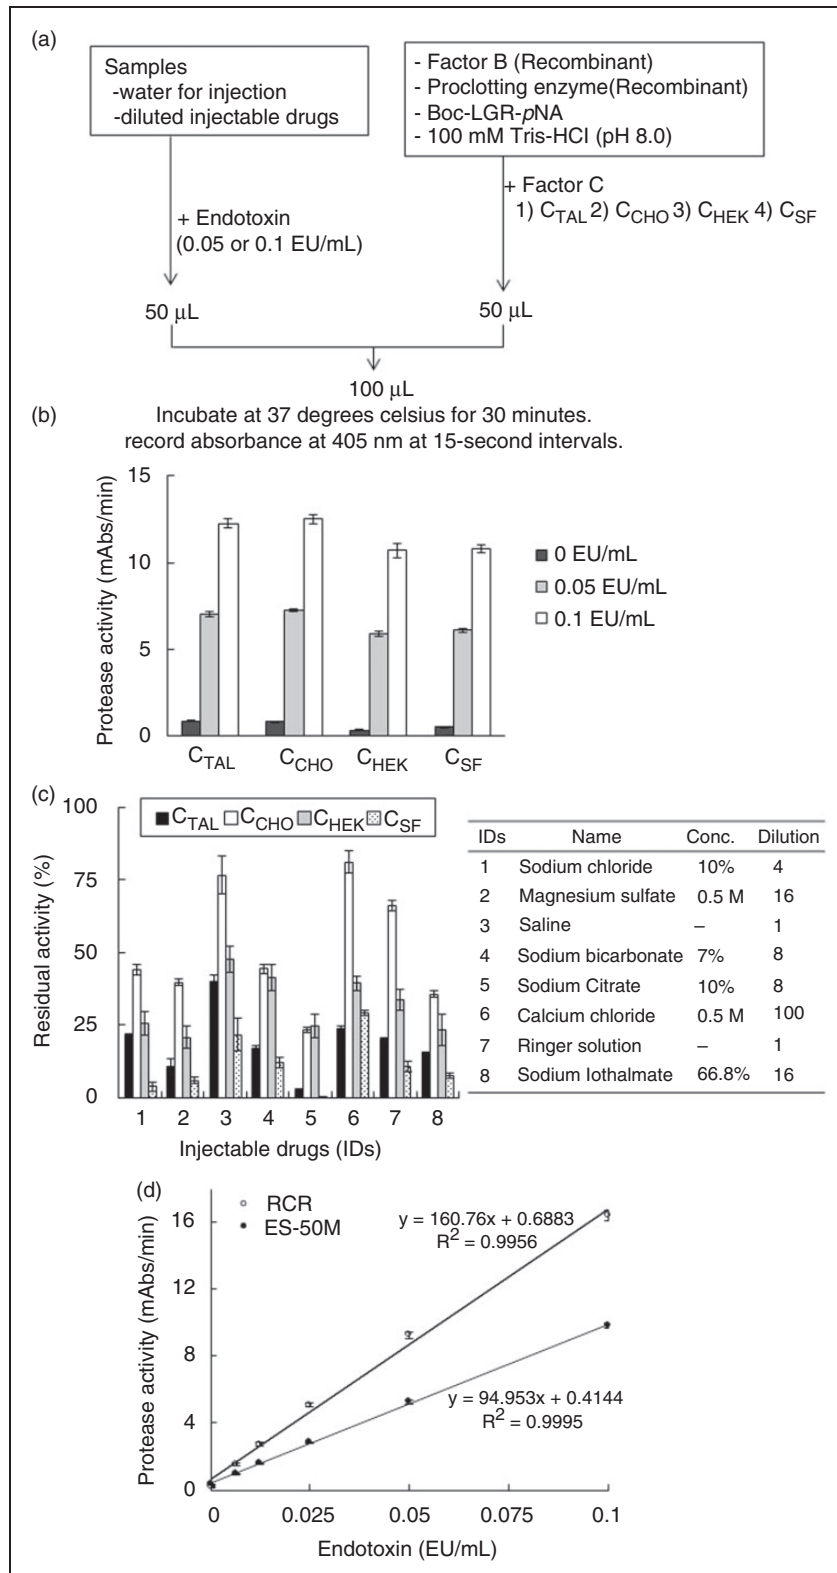 (a)
Samples
-water for injection
-diluted injectable drugs
- Factor B (Recombinant)
- Proclotting enzyme(Recombinant)
- Boc-LGR-pNA
- 100 mM Tris-HCl (pH 8.0)
+ Endotoxin
(0.05 or 0.1 EU/mL)
+ Factor C
1) CTAL 2) CCHO 3) CHEK 4) CSF
50 μL
50 μL
100 μL
(b)
Incubate at 37 degrees celsius for 30 minutes.
record absorbance at 405 nm at 15-second intervals.
Protease activity (mAbs/min)
15
10
5
0
CTAL CCHO CHEK CSF
0 EU/mL
0.05 EU/mL
0.1 EU/mL
(c)
Residual activity (%)
100
75
50
25
0
CTAL CCHO CHEK CSF
1 2 3 4 5 6 7 8
Injectable drugs (IDs)
IDs Name Conc. Dilution
1 Sodium chloride 10% 4
2 Magnesium sulfate 0.5 M 16
3 Saline – 1
4 Sodium bicarbonate 7% 8
5 Sodium Citrate 10% 8
6 Calcium chloride 0.5 M 100
7 Ringer solution – 1
8 Sodium Iothalmate 66.8% 16
(d)
Protease activity (mAbs/min)
16
12
8
4
0
RCR
ES-50M
y = 160.76x + 0.6883
R2 = 0.9956
y = 94.953x + 0.4144
R2 = 0.9995
0 0.025 0.05 0.075 0.1
Endotoxin (EU/mL)